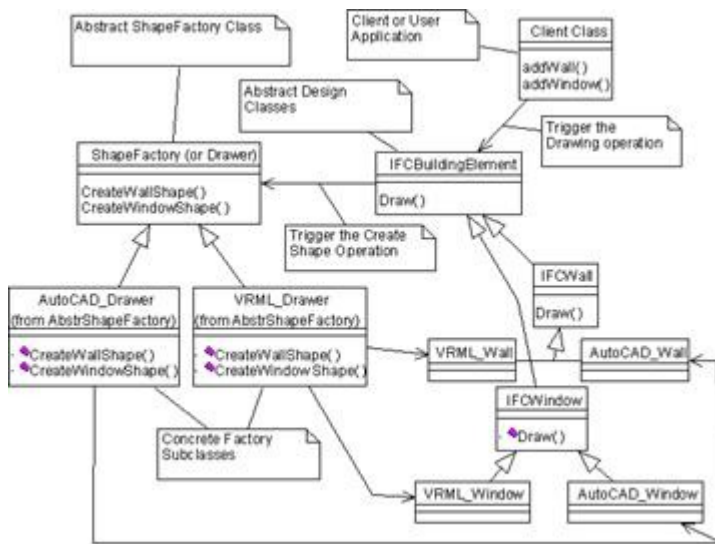 Abstract ShapeFactory Class
Client or User
Application
Client Class
addWall()
addWindow()
Abstract Design
Classes
Trigger the
Drawing operation
ShapeFactory (or Drawer)
CreateWallShape()
CreateWindowShape()
IFCBuildingElement
Draw()
Trigger the Create
Shape Operation
IFCWall
Draw()
AutoCAD_Drawer
(from AbstrShapeFactory)
CreateWallShape()
CreateWindowShape()
VRML_Drawer
(from AbstrShapeFactory)
CreateWallShape()
CreateWindowShape()
VRML_Wall
AutoCAD_Wall
IFCWindow
Draw()
Concrete Factory
Subclasses
VRML_Window
AutoCAD_Window